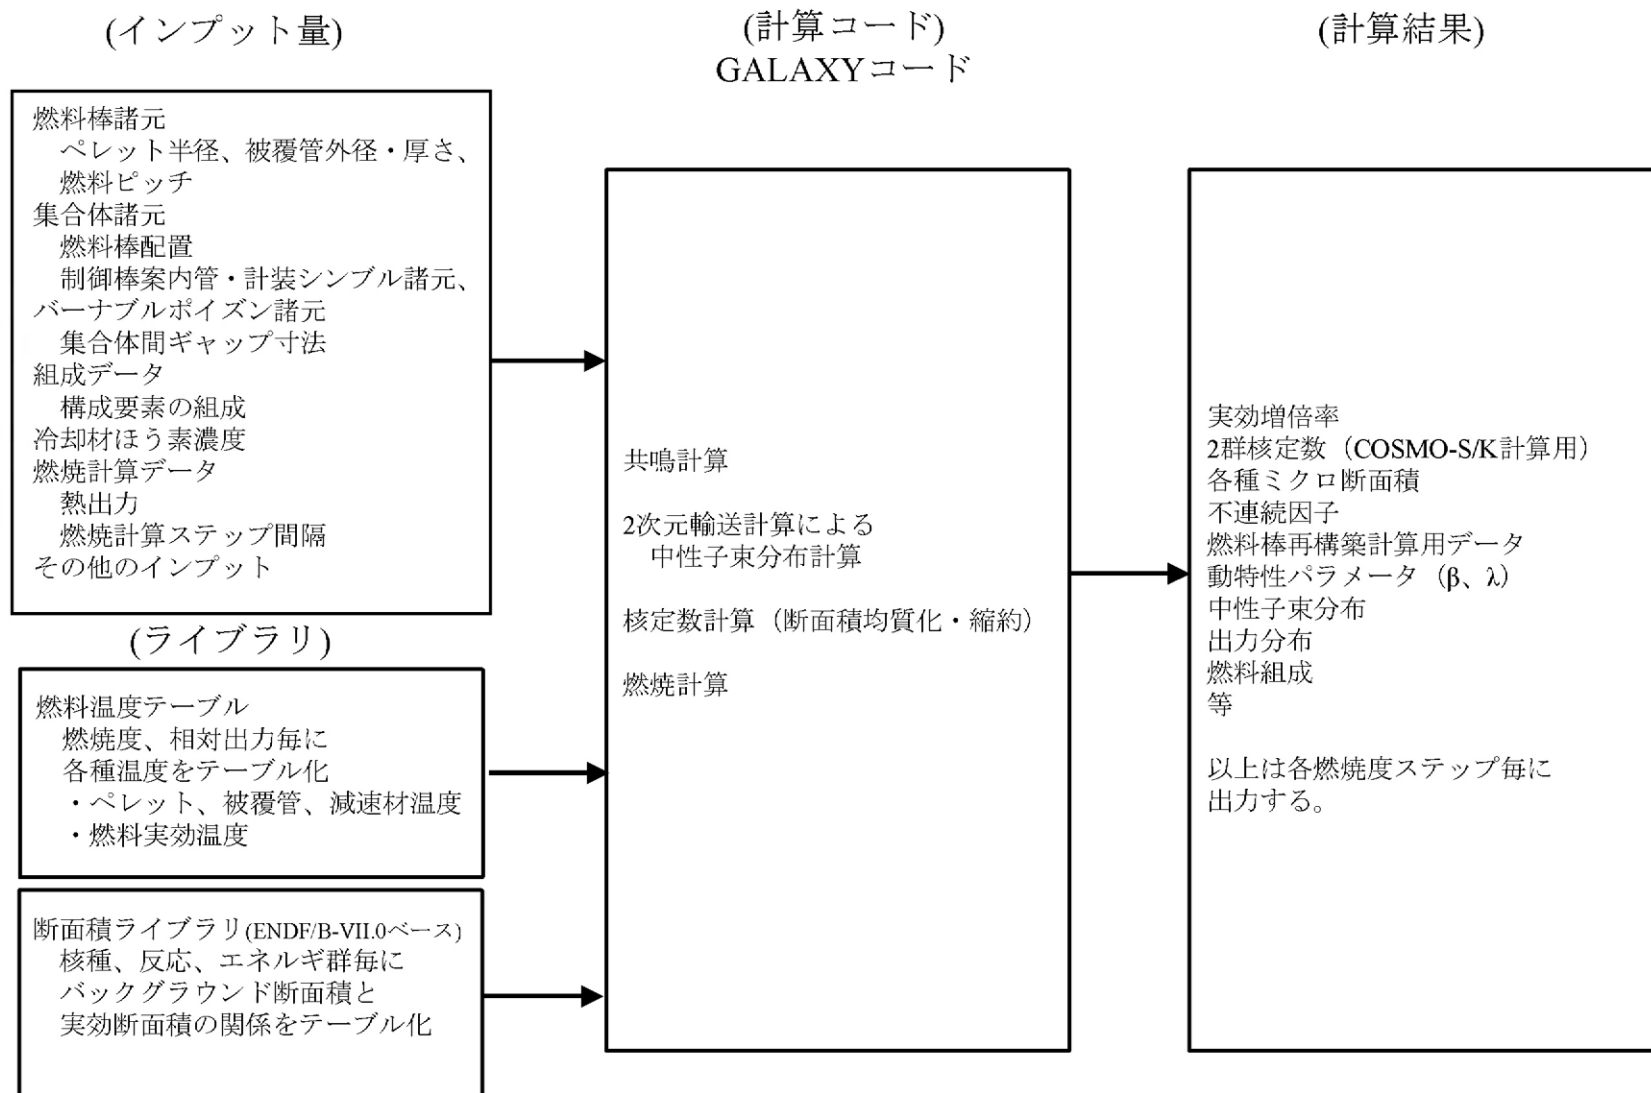 (インプット量)
燃料棒諸元
ペレット半径、被覆管外径・厚さ、
燃料ピッチ
集合体諸元
燃料棒配置
制御棒案内管・計装シンブル諸元、
バーナブルポイズン諸元
集合体間ギャップ寸法
組成データ
構成要素の組成
冷却材ほう素濃度
燃焼計算データ
熱出力
燃焼計算ステップ間隔
その他のインプット
(ライブラリ)
燃料温度テーブル
燃焼度、相対出力毎に
各種温度をテーブル化
・ペレット、被覆管、減速材温度
・燃料実効温度
断面積ライブラリ(ENDF/B-VII.0ベース)
核種、反応、エネルギ群毎に
バックグラウンド断面積と
実効断面積の関係をテーブル化
(計算コード)
GALAXYコード
共鳴計算
2次元輸送計算による
中性子束分布計算
核定数計算（断面積均質化・縮約）
燃焼計算
(計算結果)
実効増倍率
2群核定数（COSMO-S/K計算用）
各種ミクロ断面積
不連続因子
燃料棒再構築計算用データ
動特性パラメータ（β、λ）
中性子束分布
出力分布
燃料組成
等
以上は各燃焼度ステップ毎に
出力する。